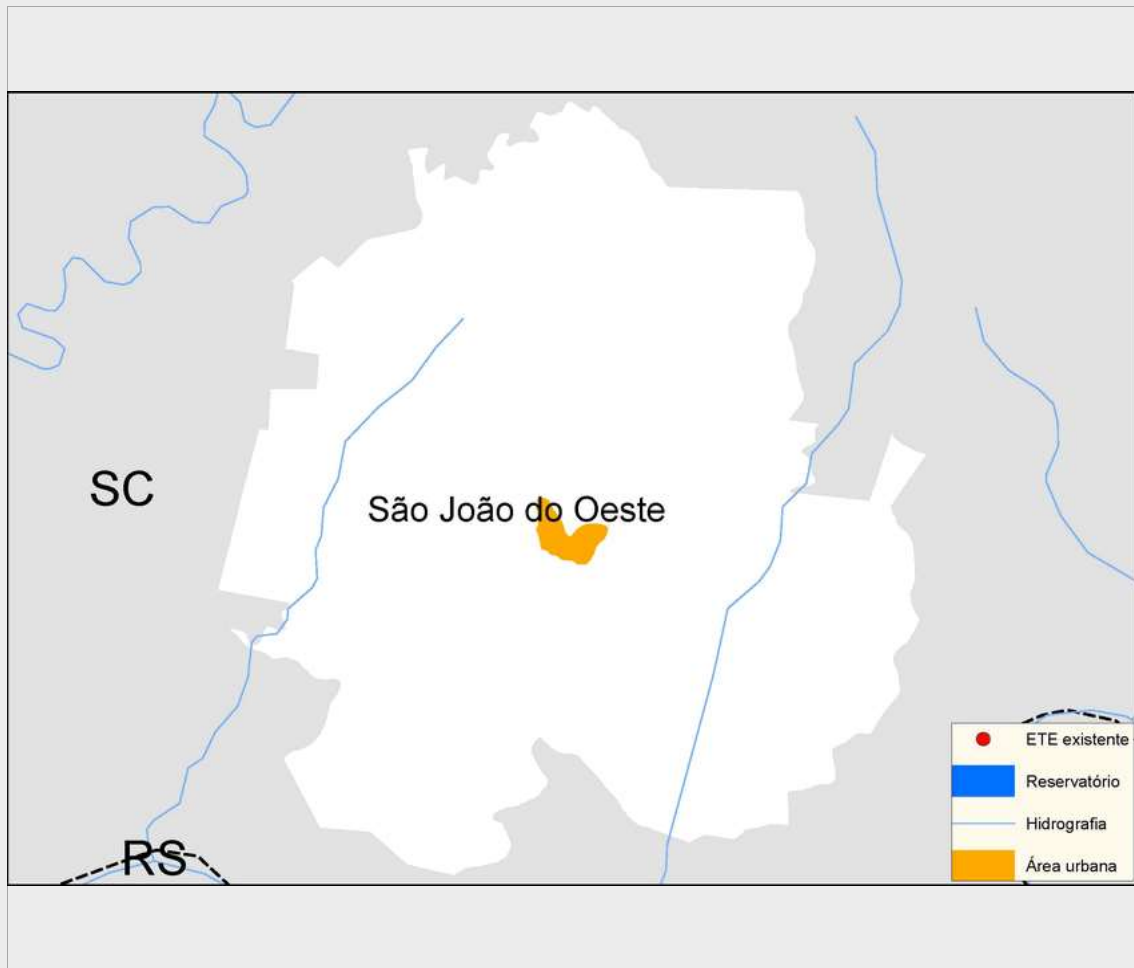 SC
São João do Oeste
RS
ETE existente
Reservatório
Hidrografia
Área urbana